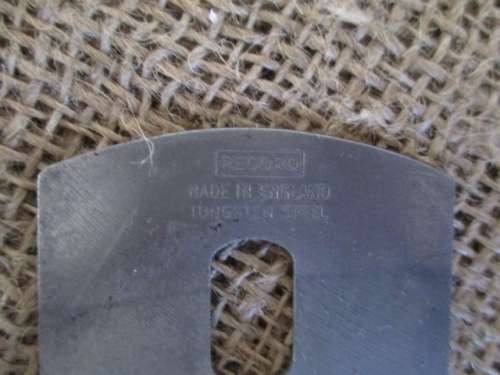 RECORD
MADE IN ENGLAND
TUNGSTEN STEEL